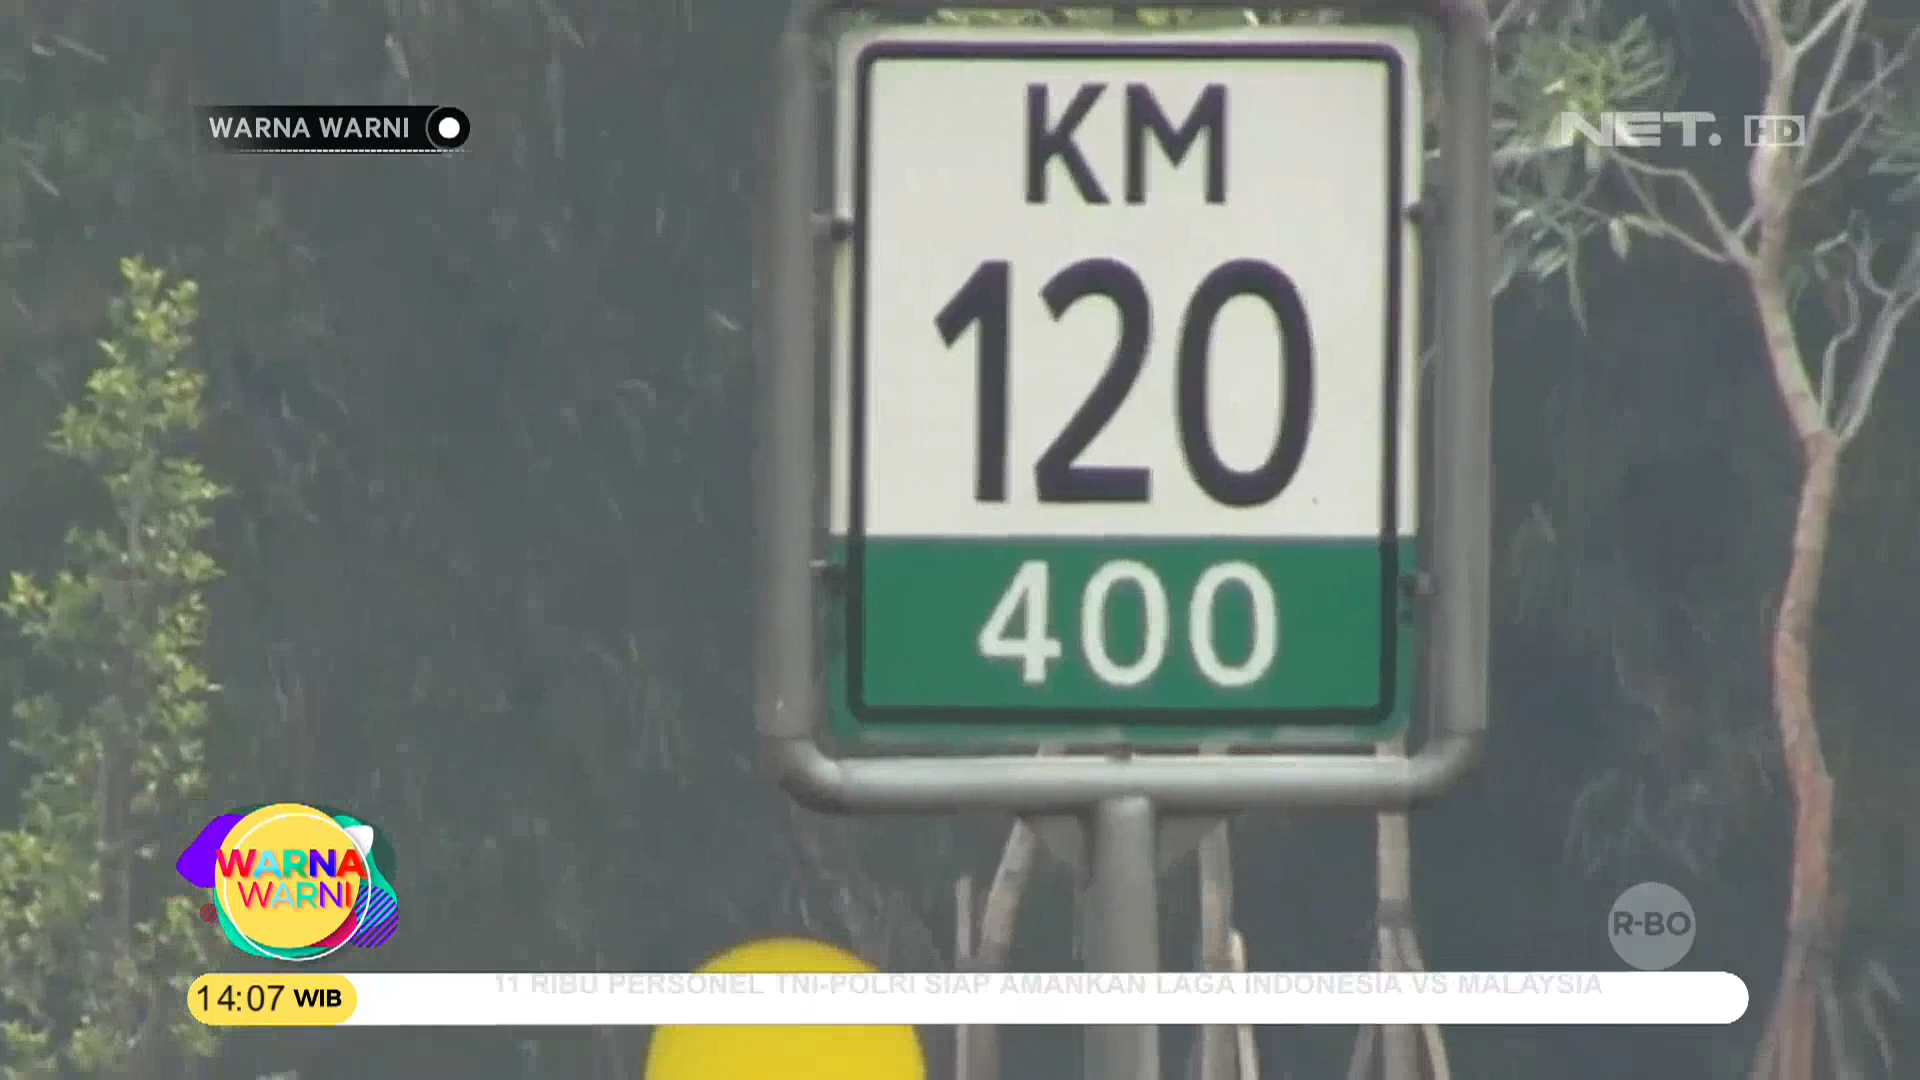 WARNA WARNI
NET. HD
KM
120
400
WARNA
WARNI
R-BO
14:07 WIB
11 RIBU PERSONEL TNI-POLRI SIAP AMANKAN LAGA INDONESIA VS MALAYSIA